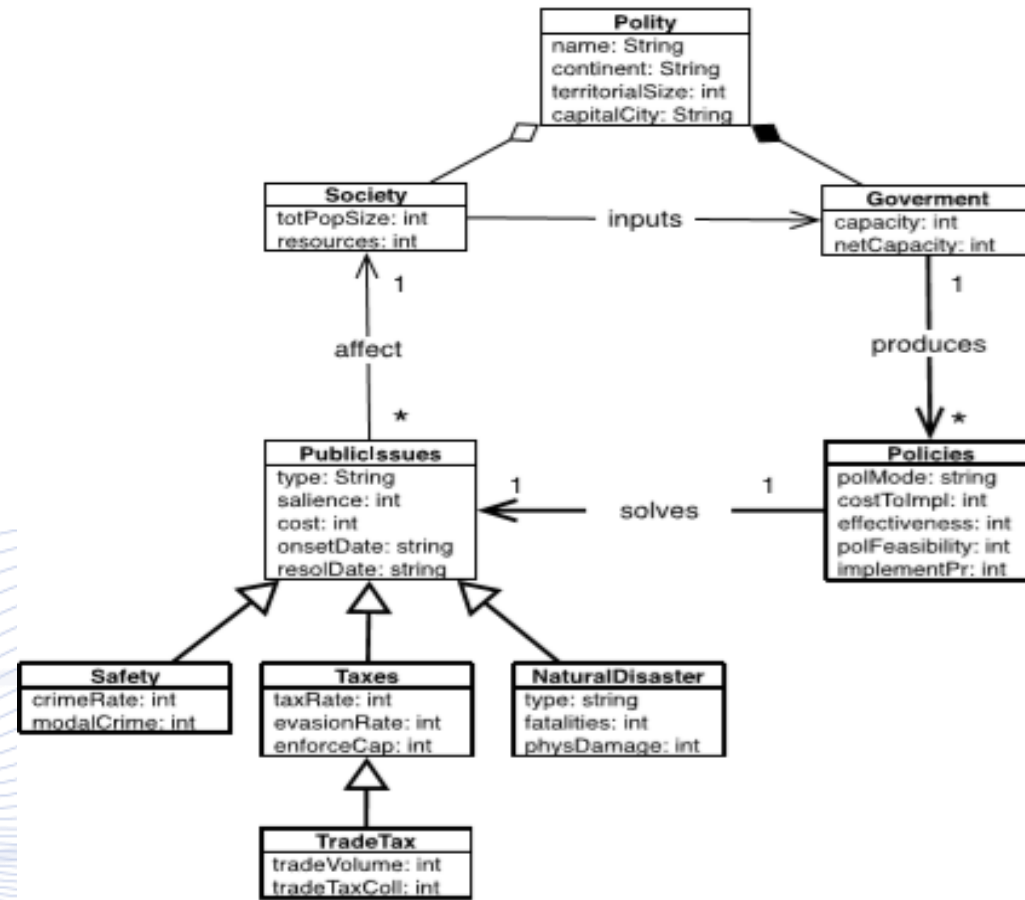 Polity
name: String
continent: String
territorialSize: int
capitalCity: String
Society
totPopSize: int
resources: int
inputs
Goverment
capacity: int
netCapacity: int
1
affect
*
1
produces
*
PublicIssues
type: String
salience: int
cost: int
onsetDate: string
resolDate: string
1
solves
1
Policies
polMode: string
costToImpl: int
effectiveness: int
polFeasibility: int
implementPr: int
Safety
crimeRate: int
modalCrime: int
Taxes
taxRate: int
evasionRate: int
enforceCap: int
NaturalDisaster
type: string
fatalities: int
physDamage: int
TradeTax
tradeVolume: int
tradeTaxColl: int